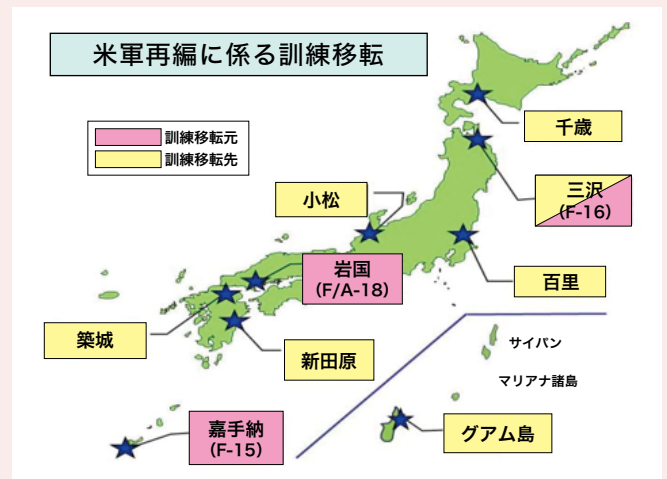 米軍再編に係る訓練移転
訓練移転元
訓練移転先
千歳
三沢
(F-16)
小松
百里
岩国
(F/A-18)
築城
新田原
サイパン
マリアナ諸島
嘉手納
(F-15)
グアム島